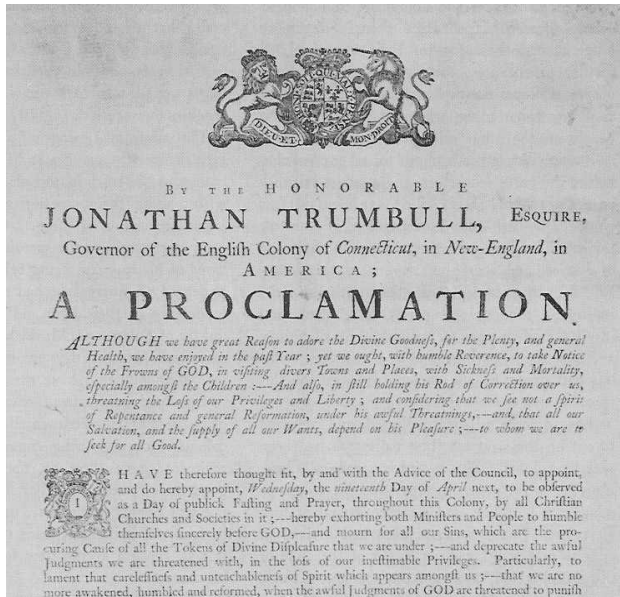 HONI·SOIT·QUI·MAL·Y·PENSE
DIEU·ET· MON·DROIT
BY THE HONORABLE
JONATHAN TRUMBULL, ESQUIRE,
Governor of the Engliſh Colony of Connecticut, in New-England, in
AMERICA;
A PROCLAMATION.
ALTHOUGH we have great Reaſon to adore the Divine Goodneſs, for the Plenty, and general
Health, we have enjoyed in the paſt Year; yet we ought, with humble Reverence, to take Notice
of the Frowns of GOD, in viſiting divers Towns and Places, with Sickneſs and Mortality,
eſpecially amongſt the Children:—And alſo, in ſtill holding his Rod of Correction over us,
threatning the Loſs of our Privileges and Liberty; and conſidering that we ſee not a ſpirit
of Repentance and general Reformation, under his awful Threatnings,—and, that all our
Salvation, and the ſupply of all our Wants, depend on his Pleaſure;—to whom we are to
ſeek for all Good.
I HAVE therefore thought fit, by and with the Advice of the Council, to appoint,
and do hereby appoint, Wedneſday, the nineteenth Day of April next, to be obſerved
as a Day of publick Faſting and Prayer, throughout this Colony, by all Chriſtian
Churches and Societies in it;—hereby exhorting both Miniſters and People to humble
themſelves ſincerely before GOD,—and mourn for all our Sins, which are the pro-
curing Cauſe of all the Tokens of Divine Diſpleaſure that we are under;—and deprecate the awful
Judgments we are threatned with, in the loſs of our ineſtimable Privileges. Particularly, to
lament that careleſſneſs and unteachableneſs of Spirit which appears amongſt us;—that we are no
more awakened, humbled and reformed, when the awful Judgments of GOD are threatned to puniſh